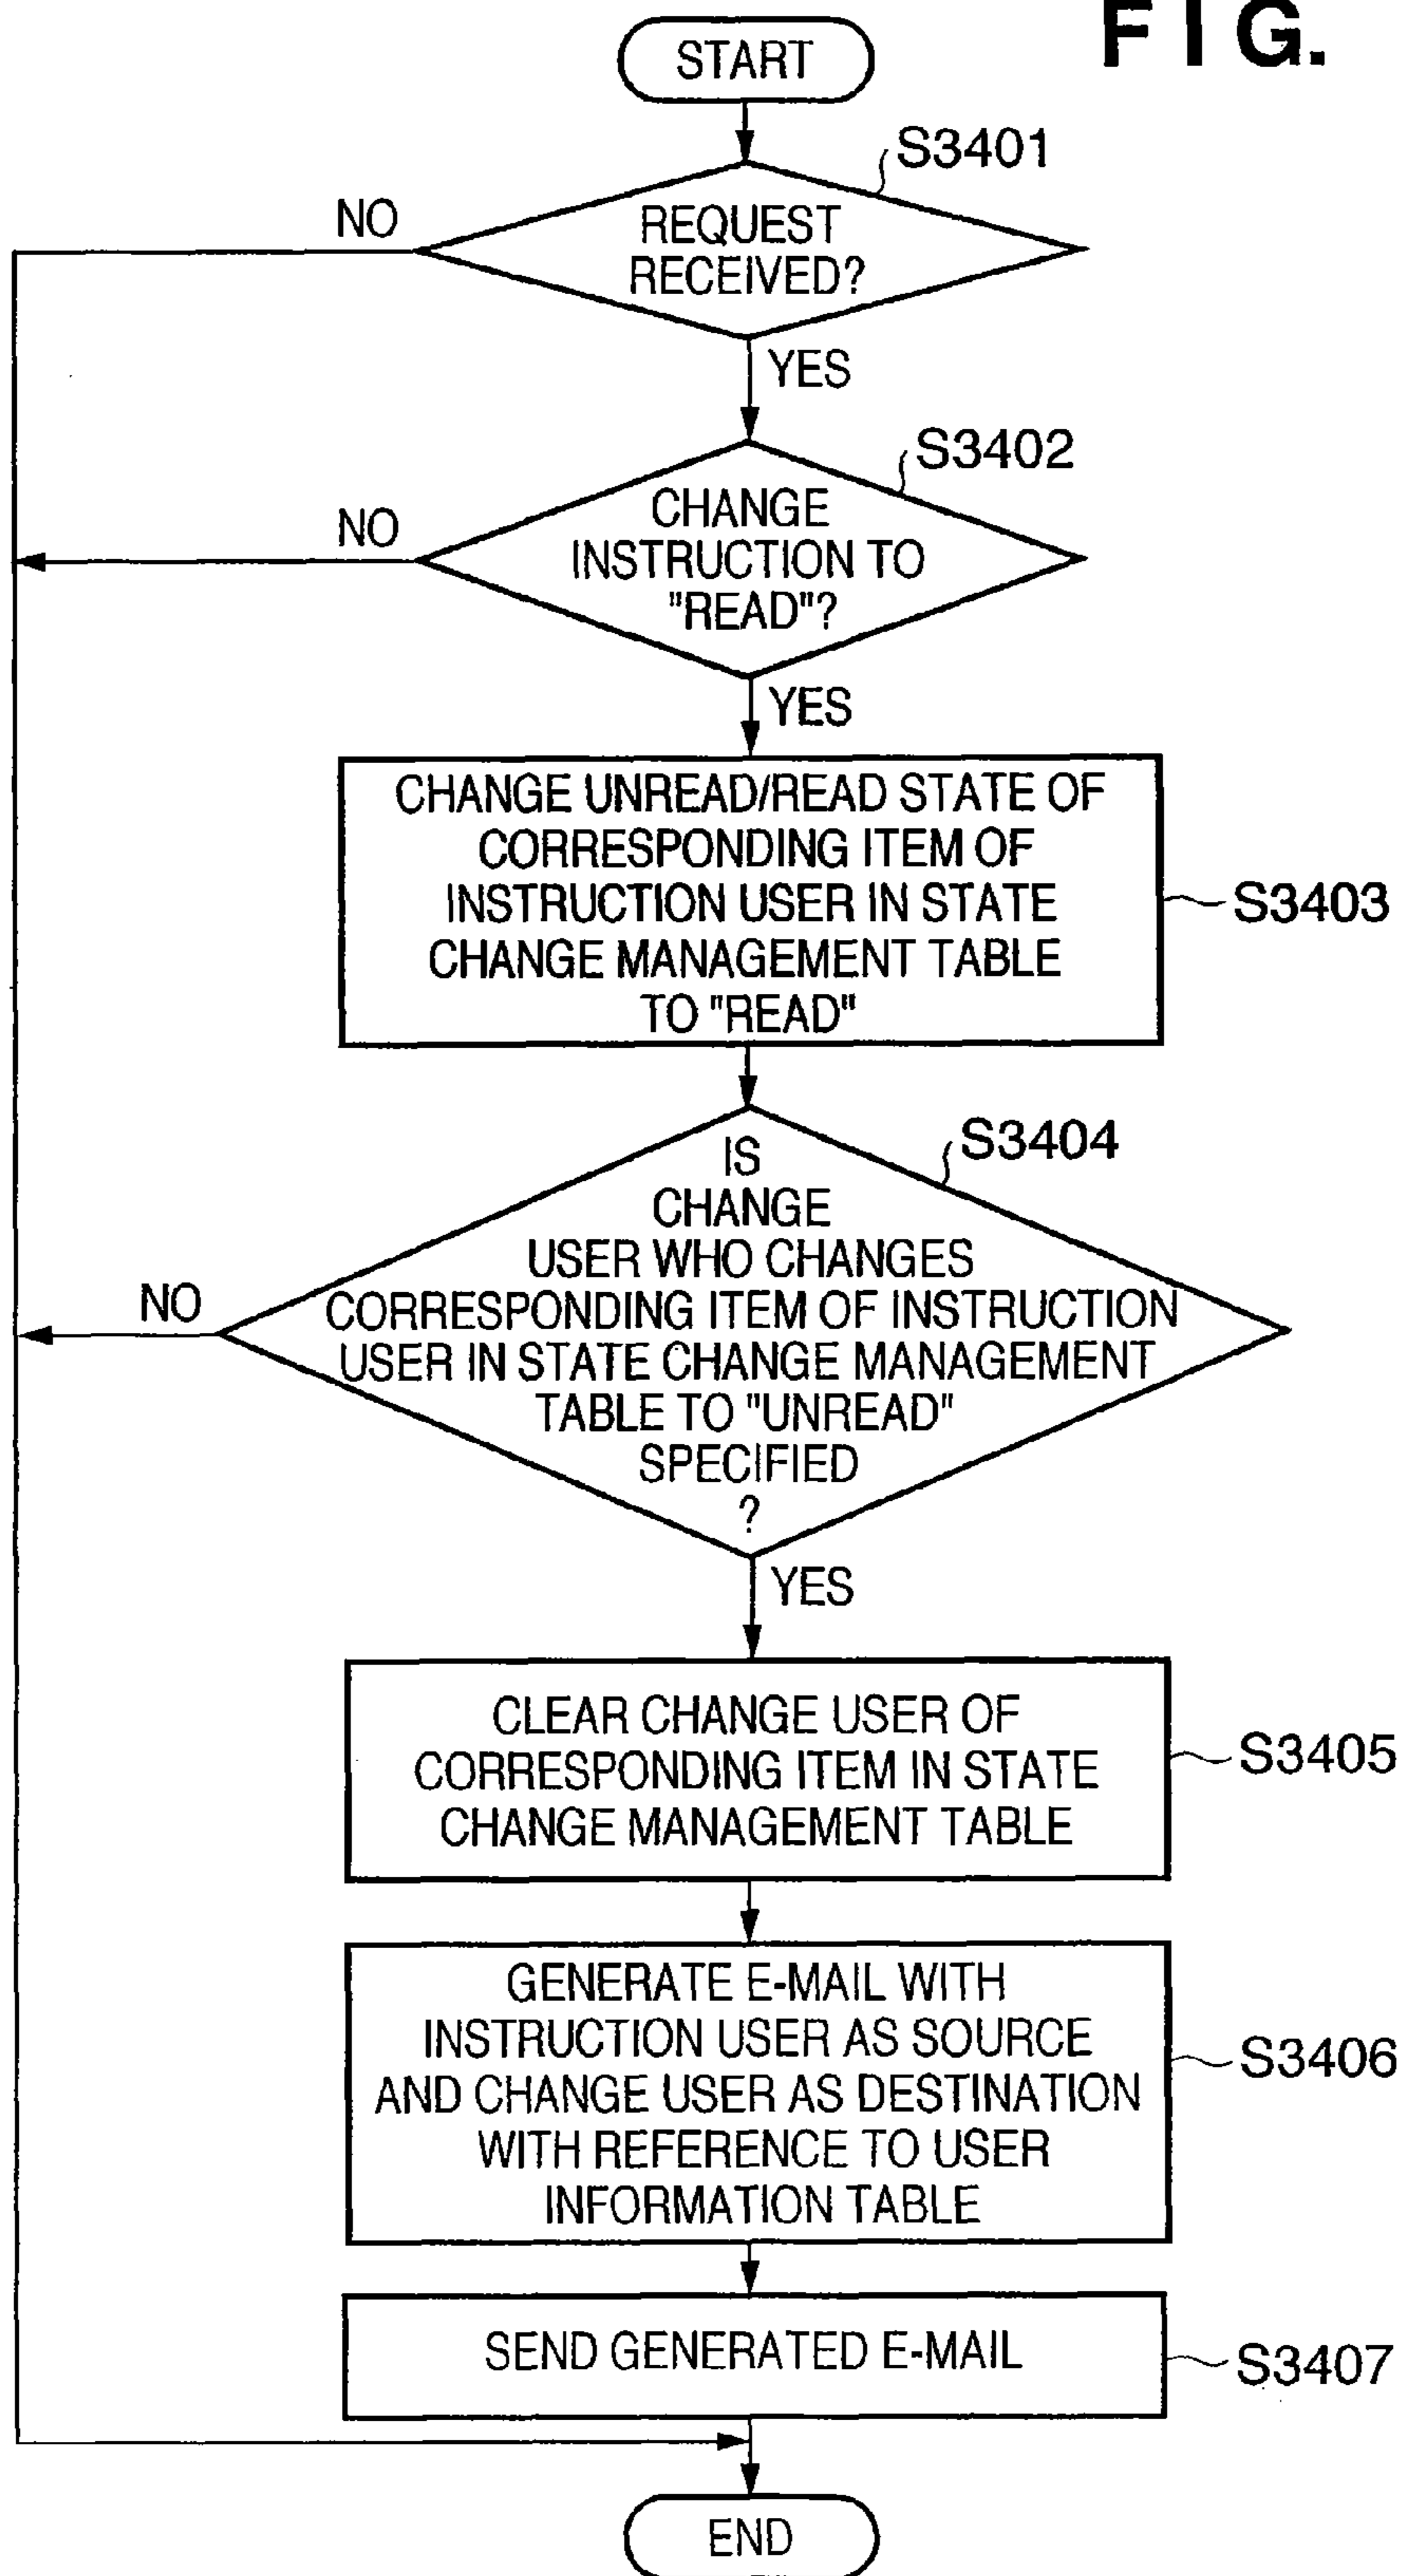 FIG.
START
S3401
NO
REQUEST
RECEIVED?
YES
S3402
NO
CHANGE
INSTRUCTION TO
"READ"?
YES
CHANGE UNREAD/READ STATE OF
CORRESPONDING ITEM OF
INSTRUCTION USER IN STATE
CHANGE MANAGEMENT TABLE
TO "READ"
S3403
S3404
IS
CHANGE
USER WHO CHANGES
CORRESPONDING ITEM OF INSTRUCTION
USER IN STATE CHANGE MANAGEMENT
TABLE TO "UNREAD"
SPECIFIED
?
NO
YES
CLEAR CHANGE USER OF
CORRESPONDING ITEM IN STATE
CHANGE MANAGEMENT TABLE
S3405
GENERATE E-MAIL WITH
INSTRUCTION USER AS SOURCE
AND CHANGE USER AS DESTINATION
WITH REFERENCE TO USER
INFORMATION TABLE
S3406
SEND GENERATED E-MAIL
S3407
END